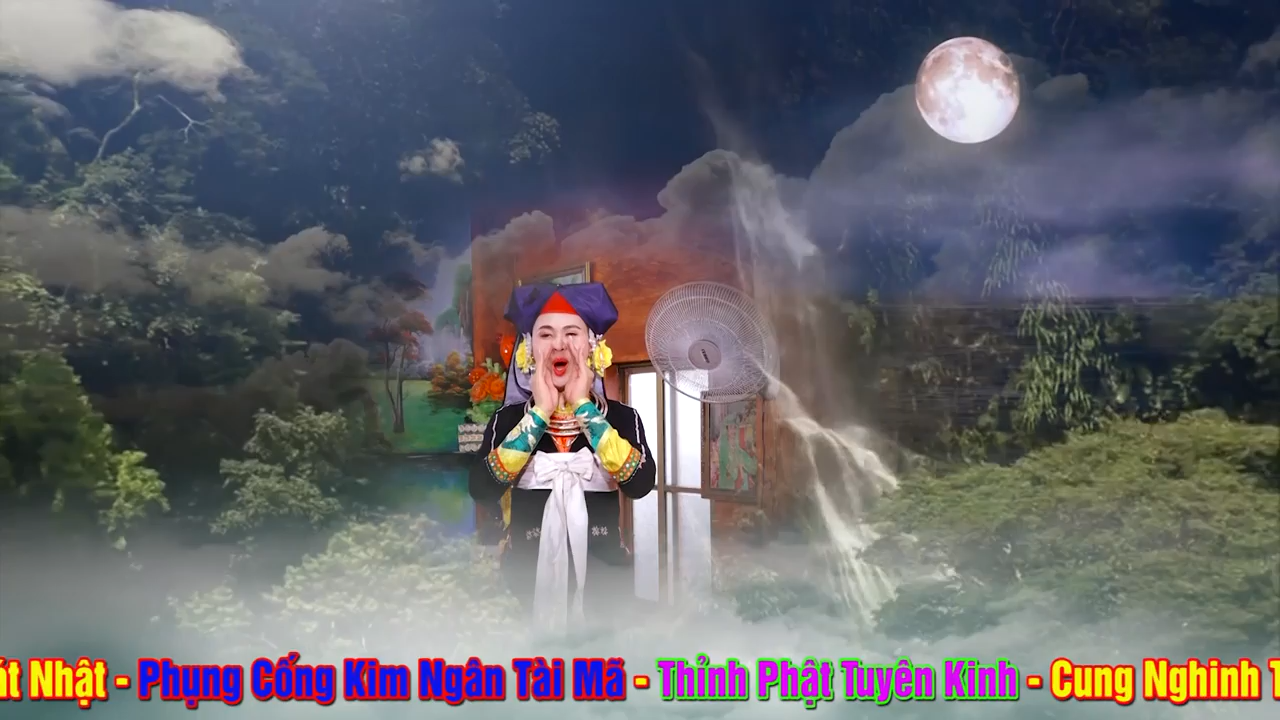 Nhật - Phụng Cống Kim Ngân Tài Mã - Thỉnh Phật Tuyên Kinh - Cung Nghinh